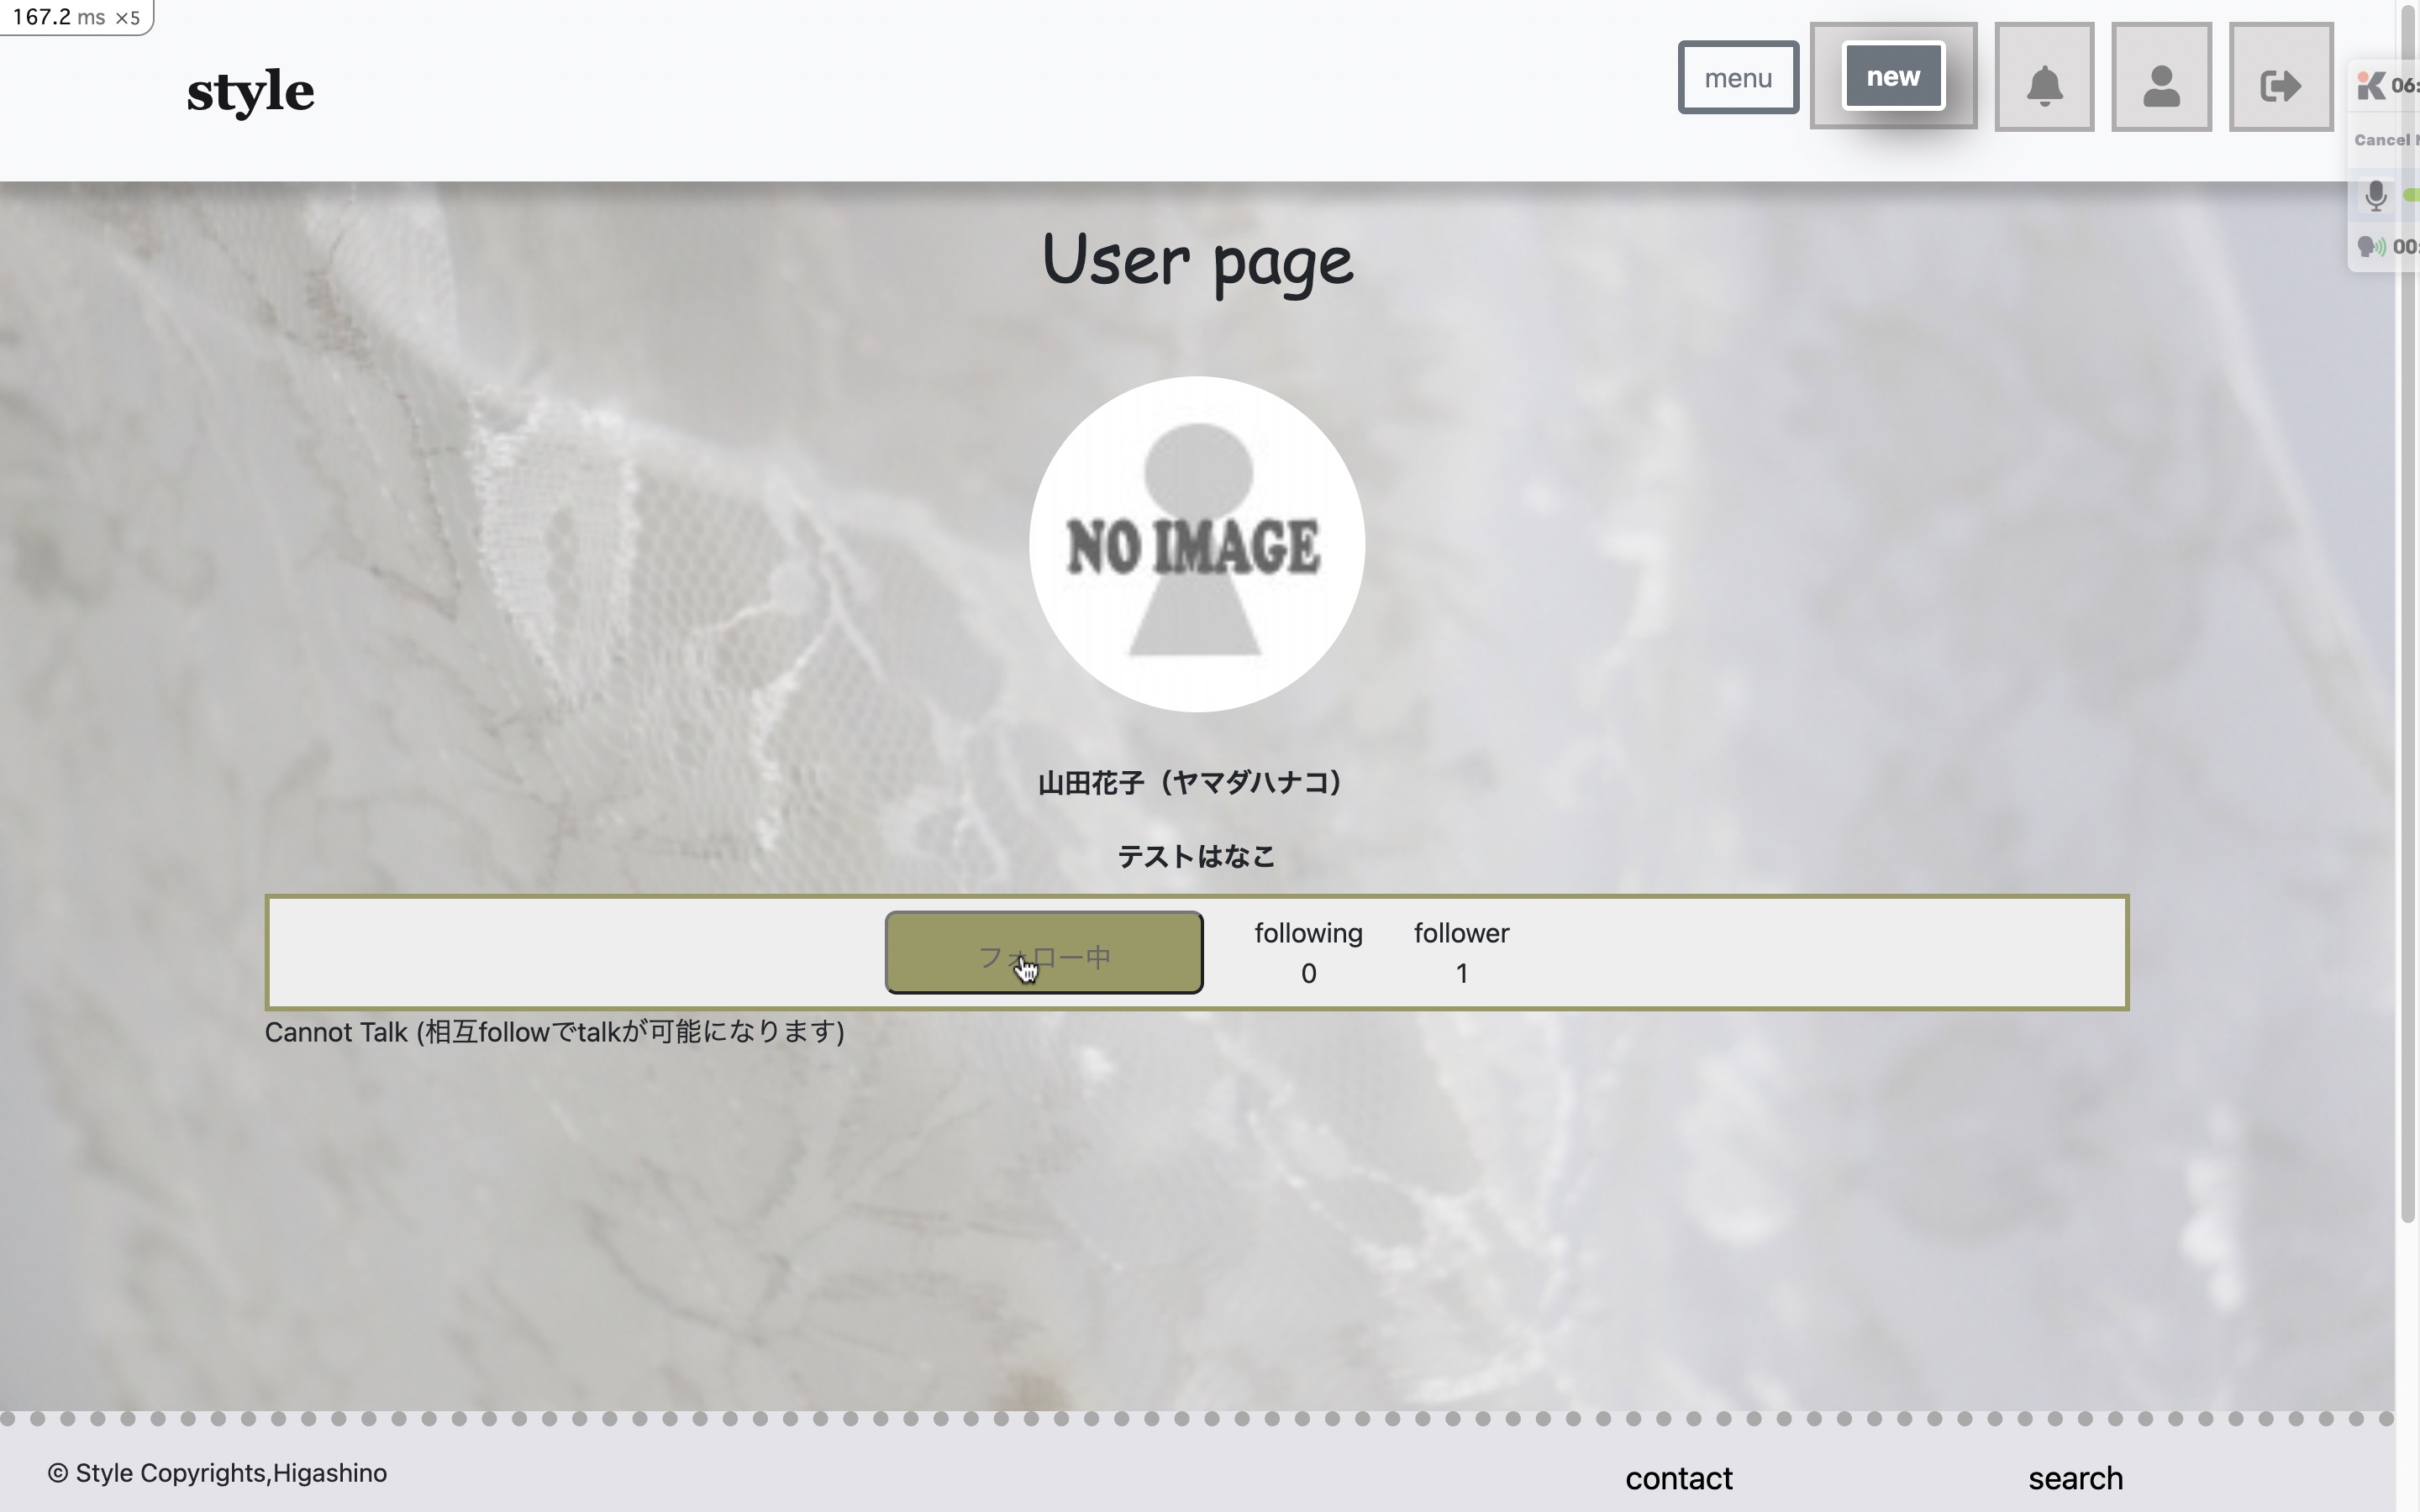 167.2 ms ×5
style
menu
new
06:
Cancel
00:
User page
NO IMAGE
山田花子（ヤマダハナコ）
テストはなこ
フォロー中
following
follower
0
1
Cannot Talk (相互followでtalkが可能になります)
© Style Copyrights,Higashino
contact
search